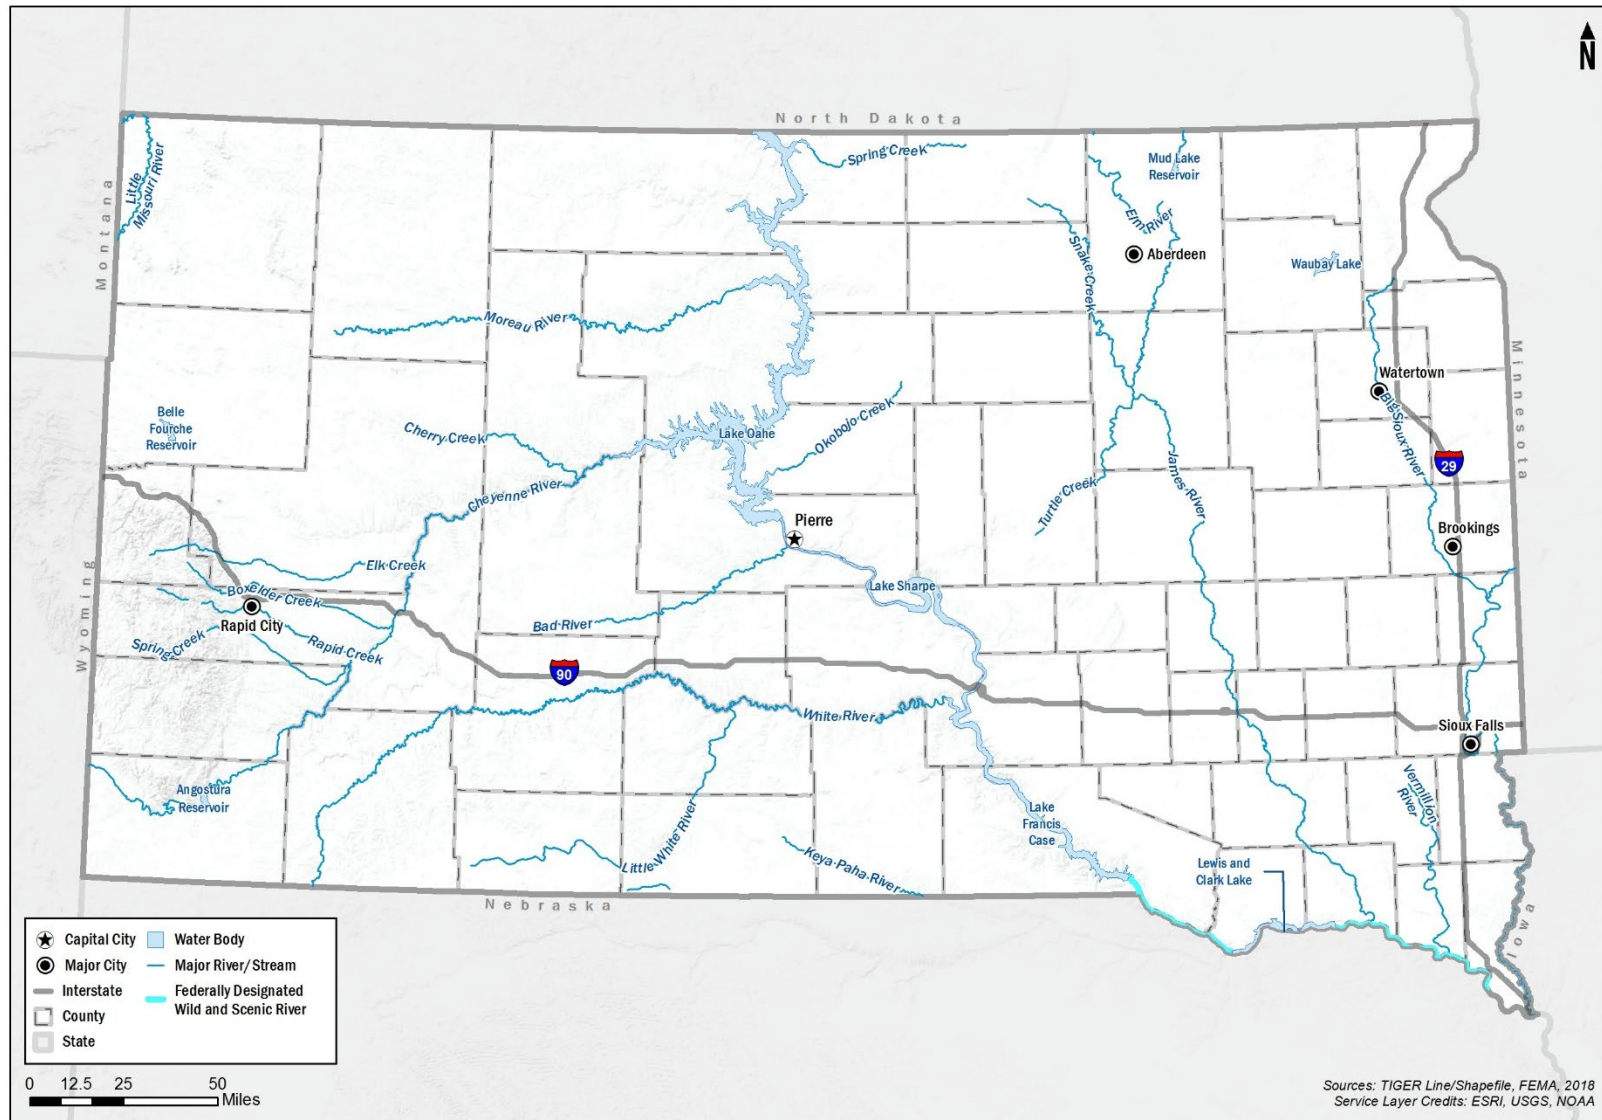 N
North Dakota
Little
Missouri River
Spring Creek
Mud Lake
Reservoir
Elm River
Montana
Snake Creek
Aberdeen
Waubay Lake
Moreau River
Minnesota
Watertown
Belle
Fourche
Reservoir
Cherry Creek
Lake Oahe
Okobojo Creek
Big Sioux River
James River
29
Cheyenne River
Turtle Creek
Pierre
Brookings
Elk Creek
Wyoming
Boxelder Creek
Lake Sharpe
Rapid City
Bad River
Spring Creek
Rapid Creek
90
White River
Sioux Falls
Angostura
Reservoir
Vermillion
River
Lake
Francis
Case
Little White River
Keya Paha River
Lewis and
Clark Lake
Nebraska
Iowa
Capital City
Water Body
Major City
Major River/Stream
Interstate
Federally Designated
Wild and Scenic River
County
State
0 12.5 25 50
Miles
Sources: TIGER Line/Shapefile, FEMA, 2018
Service Layer Credits: ESRI, USGS, NOAA